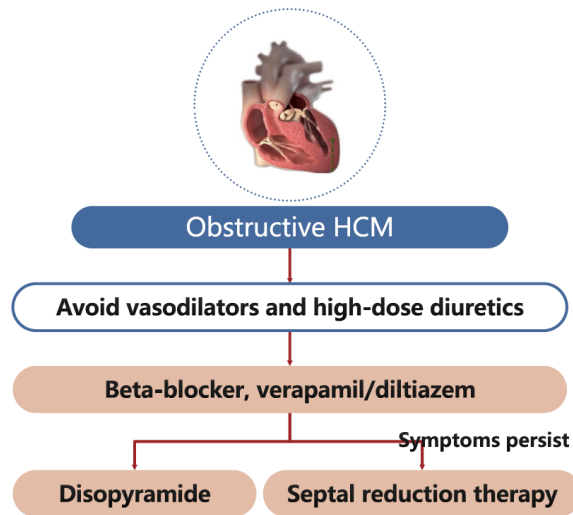 Obstructive HCM
Avoid vasodilators and high-dose diuretics
Beta-blocker, verapamil/diltiazem
Symptoms persist
Disopyramide
Septal reduction therapy